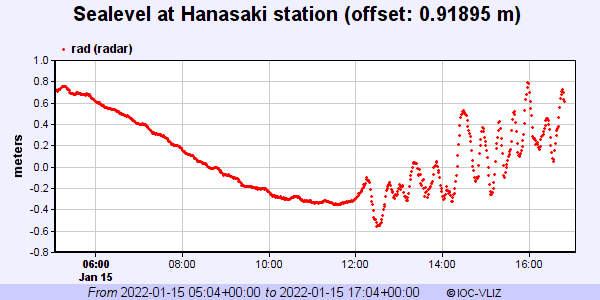 Sealevel at Hanasaki station (offset: 0.91895 m)
rad (radar)
meters
1.0
0.8
0.6
0.4
0.2
-0.0
-0.2
-0.4
-0.6
-0.8
06:00 08:00 10:00 12:00 14:00 16:00
Jan 15
© IOC-VLIZ
From 2022-01-15 05:04+00:00 to 2022-01-15 17:04+00:00